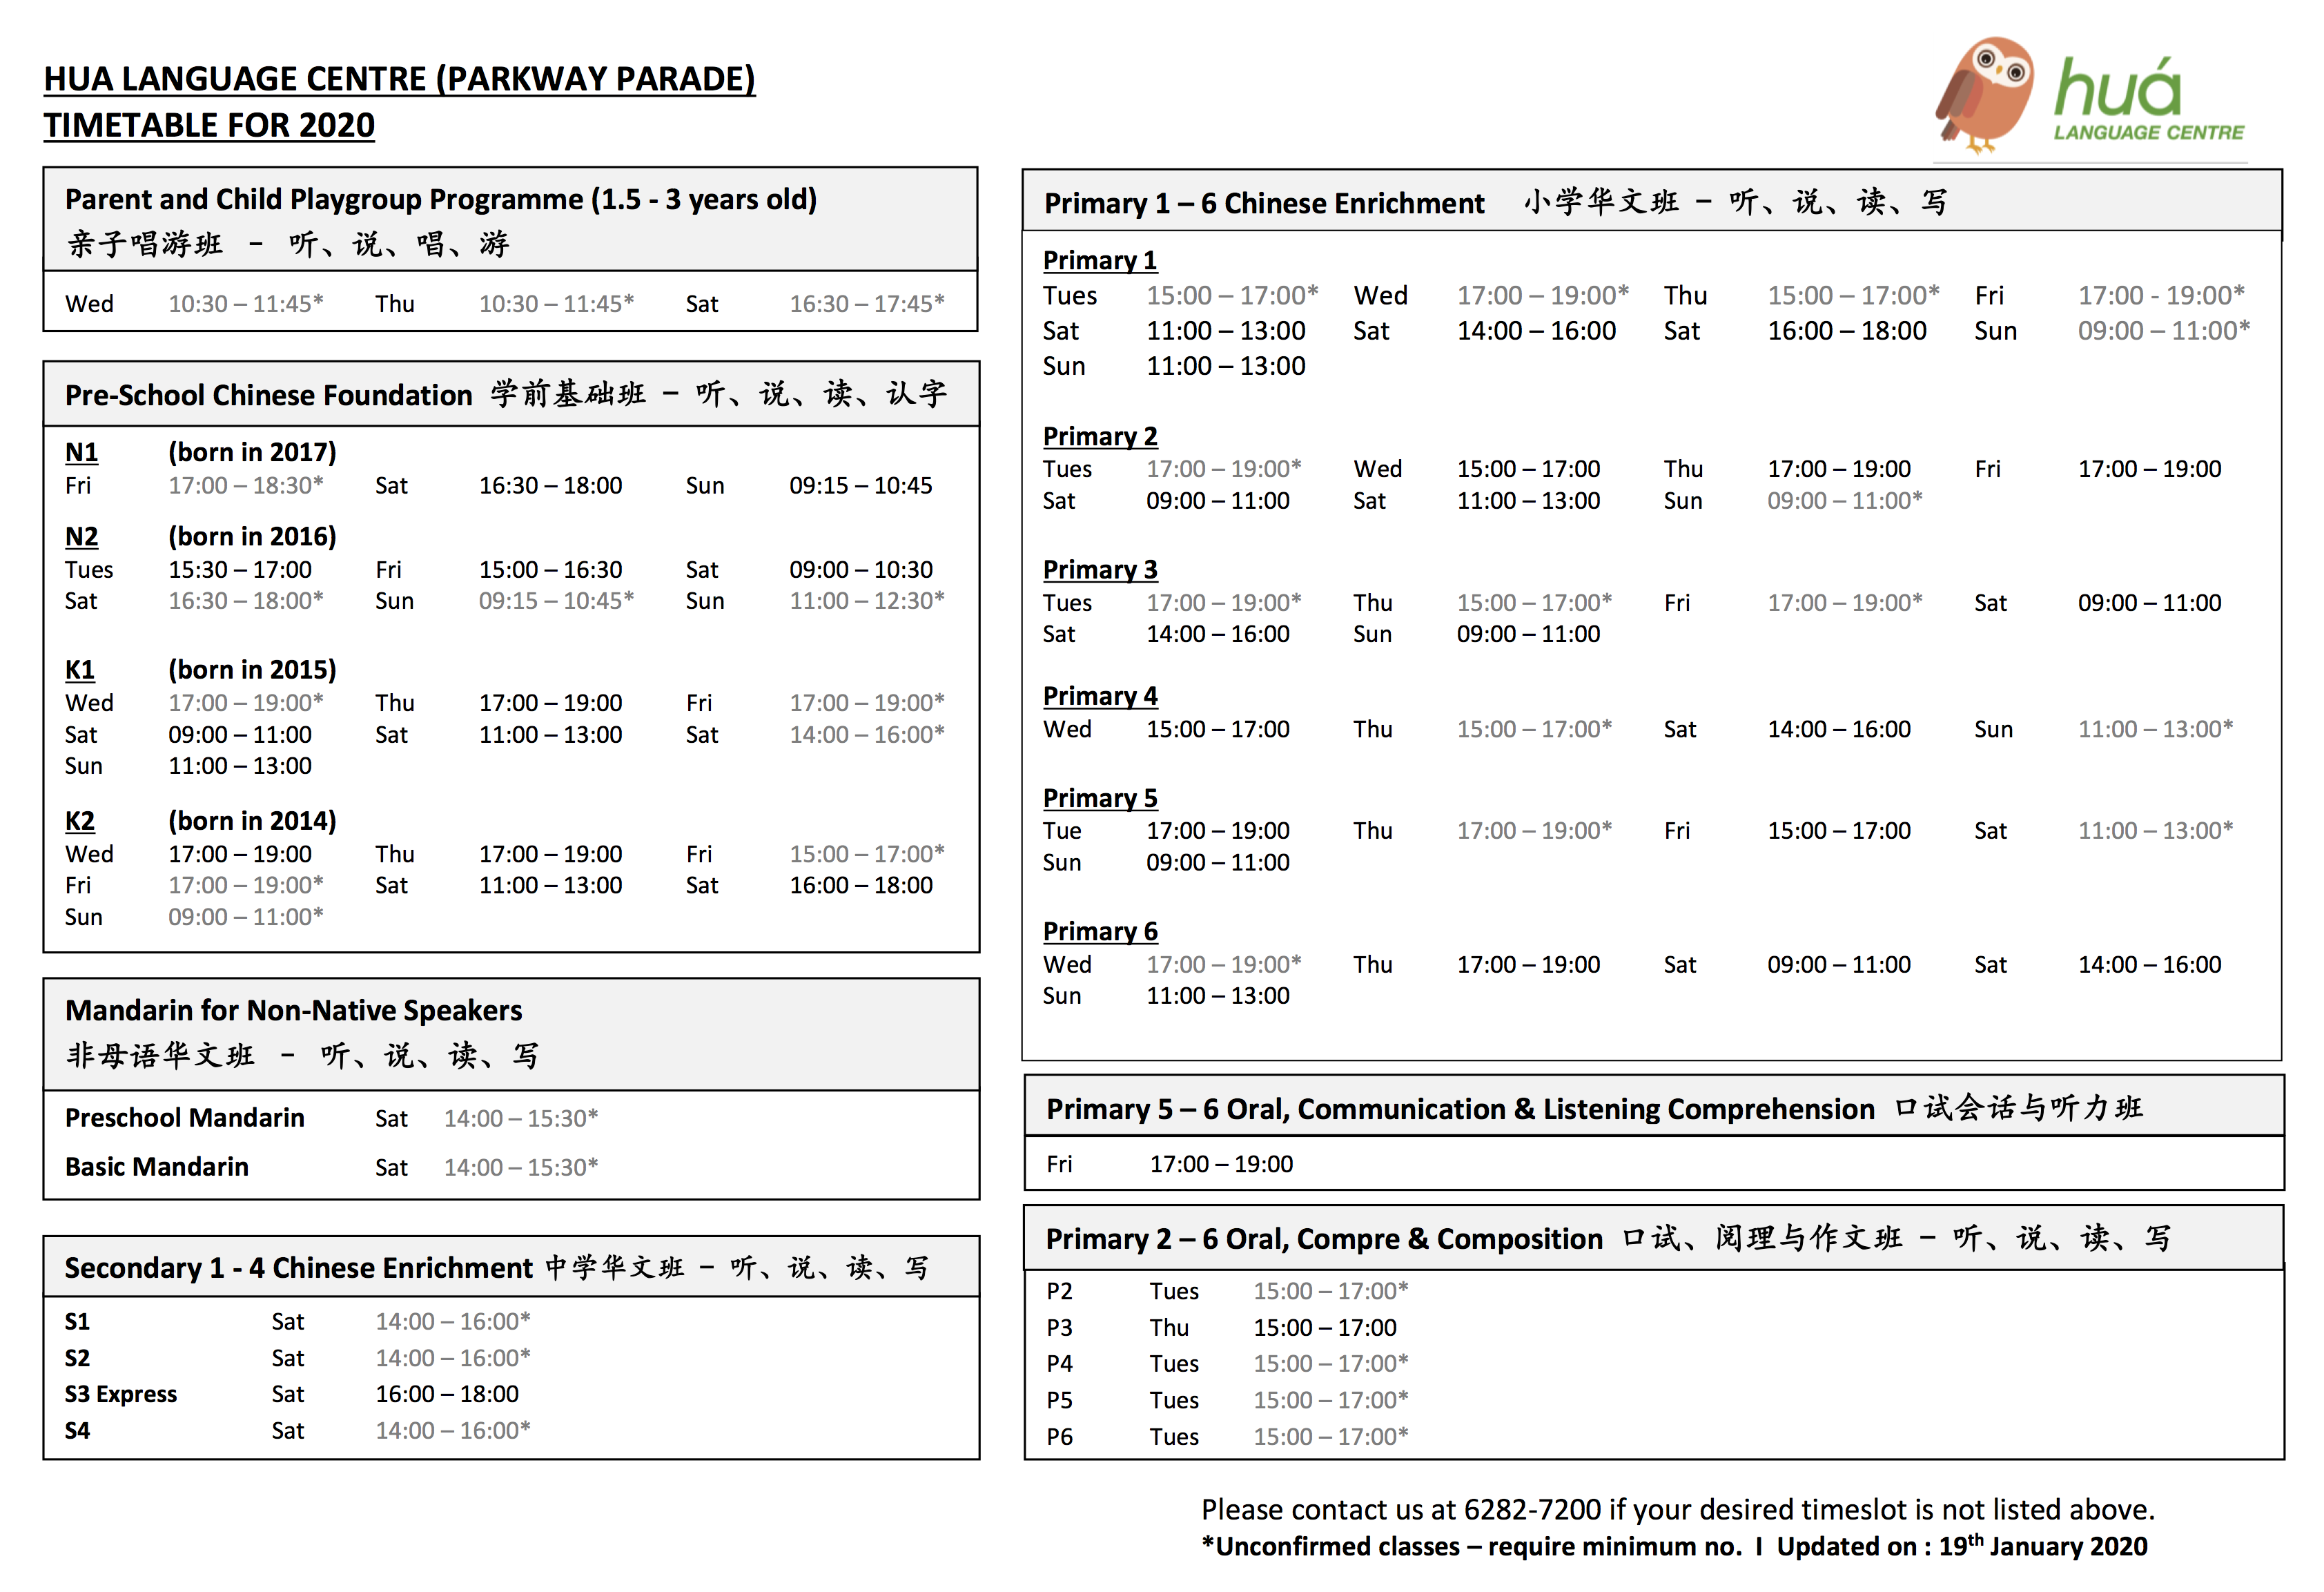 HUA LANGUAGE CENTRE (PARKWAY PARADE)
TIMETABLE FOR 2020
huá
LANGUAGE CENTRE
Parent and Child Playgroup Programme (1.5 - 3 years old)
亲子唱游班 – 听、说、唱、游
Wed 10:30 – 11:45* Thu 10:30 – 11:45* Sat 16:30 – 17:45*
Pre-School Chinese Foundation 学前基础班 – 听、说、读、认字
N1 (born in 2017)
Fri 17:00 – 18:30* Sat 16:30 – 18:00 Sun 09:15 – 10:45
N2 (born in 2016)
Tues 15:30 – 17:00 Fri 15:00 – 16:30 Sat 09:00 – 10:30
Sat 16:30 – 18:00* Sun 09:15 – 10:45* Sun 11:00 – 12:30*
K1 (born in 2015)
Wed 17:00 – 19:00* Thu 17:00 – 19:00 Fri 17:00 – 19:00*
Sat 09:00 – 11:00 Sat 11:00 – 13:00 Sat 14:00 – 16:00*
Sun 11:00 – 13:00
K2 (born in 2014)
Wed 17:00 – 19:00 Thu 17:00 – 19:00 Fri 15:00 – 17:00*
Fri 17:00 – 19:00* Sat 11:00 – 13:00 Sat 16:00 – 18:00
Sun 09:00 – 11:00*
Mandarin for Non-Native Speakers
非母语华文班 – 听、说、读、写
Preschool Mandarin Sat 14:00 – 15:30*
Basic Mandarin Sat 14:00 – 15:30*
Secondary 1 - 4 Chinese Enrichment 中学华文班 – 听、说、读、写
S1 Sat 14:00 – 16:00*
S2 Sat 14:00 – 16:00*
S3 Express Sat 16:00 – 18:00
S4 Sat 14:00 – 16:00*
Primary 1 – 6 Chinese Enrichment 小学华文班 – 听、说、读、写
Primary 1
Tues 15:00 – 17:00* Wed 17:00 – 19:00* Thu 15:00 – 17:00* Fri 17:00 - 19:00*
Sat 11:00 – 13:00 Sat 14:00 – 16:00 Sat 16:00 – 18:00 Sun 09:00 – 11:00*
Sun 11:00 – 13:00
Primary 2
Tues 17:00 – 19:00* Wed 15:00 – 17:00 Thu 17:00 – 19:00 Fri 17:00 – 19:00
Sat 09:00 – 11:00 Sat 11:00 – 13:00 Sun 09:00 – 11:00*
Primary 3
Tues 17:00 – 19:00* Thu 15:00 – 17:00* Fri 17:00 – 19:00* Sat 09:00 – 11:00
Sat 14:00 – 16:00 Sun 09:00 – 11:00
Primary 4
Wed 15:00 – 17:00 Thu 15:00 – 17:00* Sat 14:00 – 16:00 Sun 11:00 – 13:00*
Primary 5
Tue 17:00 – 19:00 Thu 17:00 – 19:00* Fri 15:00 – 17:00 Sat 11:00 – 13:00*
Sun 09:00 – 11:00
Primary 6
Wed 17:00 – 19:00* Thu 17:00 – 19:00 Sat 09:00 – 11:00 Sat 14:00 – 16:00
Sun 11:00 – 13:00
Primary 5 – 6 Oral, Communication & Listening Comprehension 口试会话与听力班
Fri 17:00 – 19:00
Primary 2 – 6 Oral, Compre & Composition 口试、阅理与作文班 – 听、说、读、写
P2 Tues 15:00 – 17:00*
P3 Thu 15:00 – 17:00
P4 Tues 15:00 – 17:00*
P5 Tues 15:00 – 17:00*
P6 Tues 15:00 – 17:00*
Please contact us at 6282-7200 if your desired timeslot is not listed above.
*Unconfirmed classes – require minimum no. I Updated on : 19th January 2020